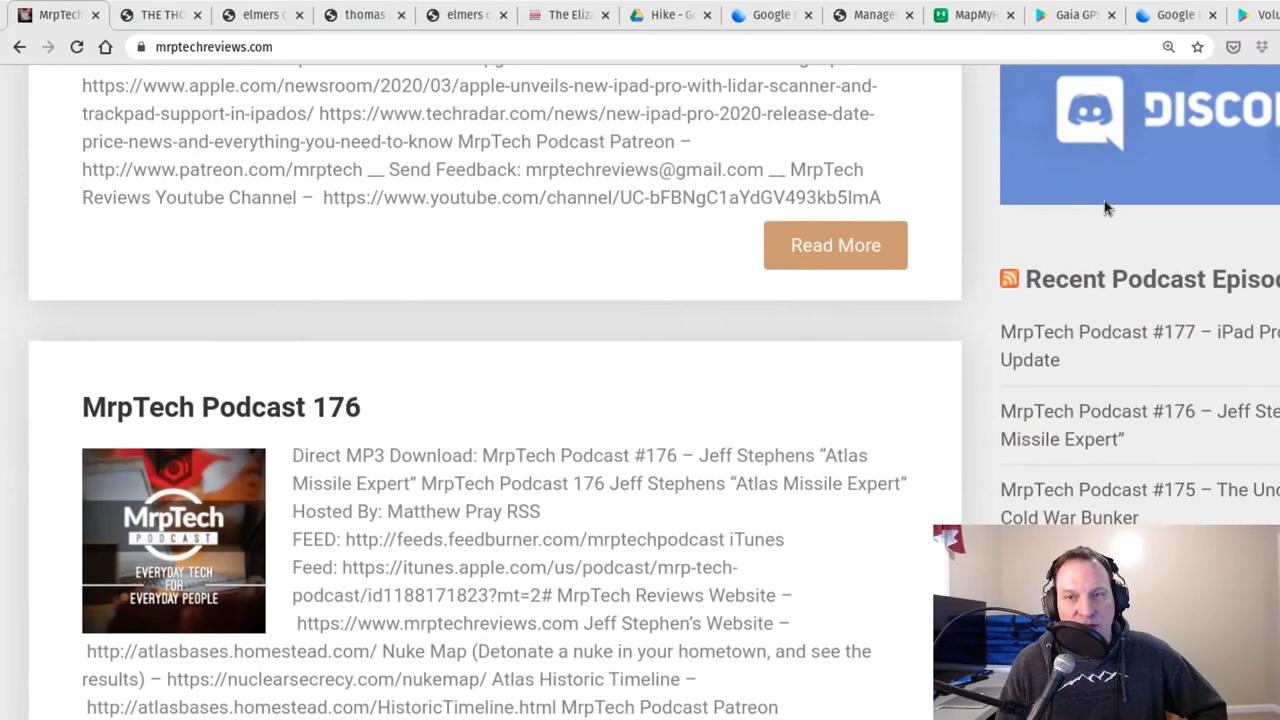 MrpTech
THE THO
elmers c
thomas
elmers c
The Eliza
Hike - Go
Google
Manage
MapMyH
Gaia GPS
Google
Volu
mrptechreviews.com
https://www.apple.com/newsroom/2020/03/apple-unveils-new-ipad-pro-with-lidar-scanner-and-
trackpad-support-in-ipados/ https://www.techradar.com/news/new-ipad-pro-2020-release-date-
price-news-and-everything-you-need-to-know MrpTech Podcast Patreon –
http://www.patreon.com/mrptech __ Send Feedback: mrptechreviews@gmail.com __ MrpTech
Reviews Youtube Channel – https://www.youtube.com/channel/UC-bFBNgC1aYdGV493kb5ImA
Read More
DISCO
Recent Podcast Episo
MrpTech Podcast #177 – iPad Pro
Update
MrpTech Podcast #176 – Jeff Ste
Missile Expert”
MrpTech Podcast #175 – The Und
Cold War Bunker
MrpTech Podcast 176
MrpTech
PODCAST
EVERYDAY TECH
FOR
EVERYDAY PEOPLE
Direct MP3 Download: MrpTech Podcast #176 – Jeff Stephens “Atlas
Missile Expert” MrpTech Podcast 176 Jeff Stephens “Atlas Missile Expert”
Hosted By: Matthew Pray RSS
FEED: http://feeds.feedburner.com/mrptechpodcast iTunes
Feed: https://itunes.apple.com/us/podcast/mrp-tech-
podcast/id1188171823?mt=2# MrpTech Reviews Website –
https://www.mrptechreviews.com Jeff Stephen’s Website –
http://atlasbases.homestead.com/ Nuke Map (Detonate a nuke in your hometown, and see the
results) – https://nuclearsecrecy.com/nukemap/ Atlas Historic Timeline –
http://atlasbases.homestead.com/HistoricTimeline.html MrpTech Podcast Patreon